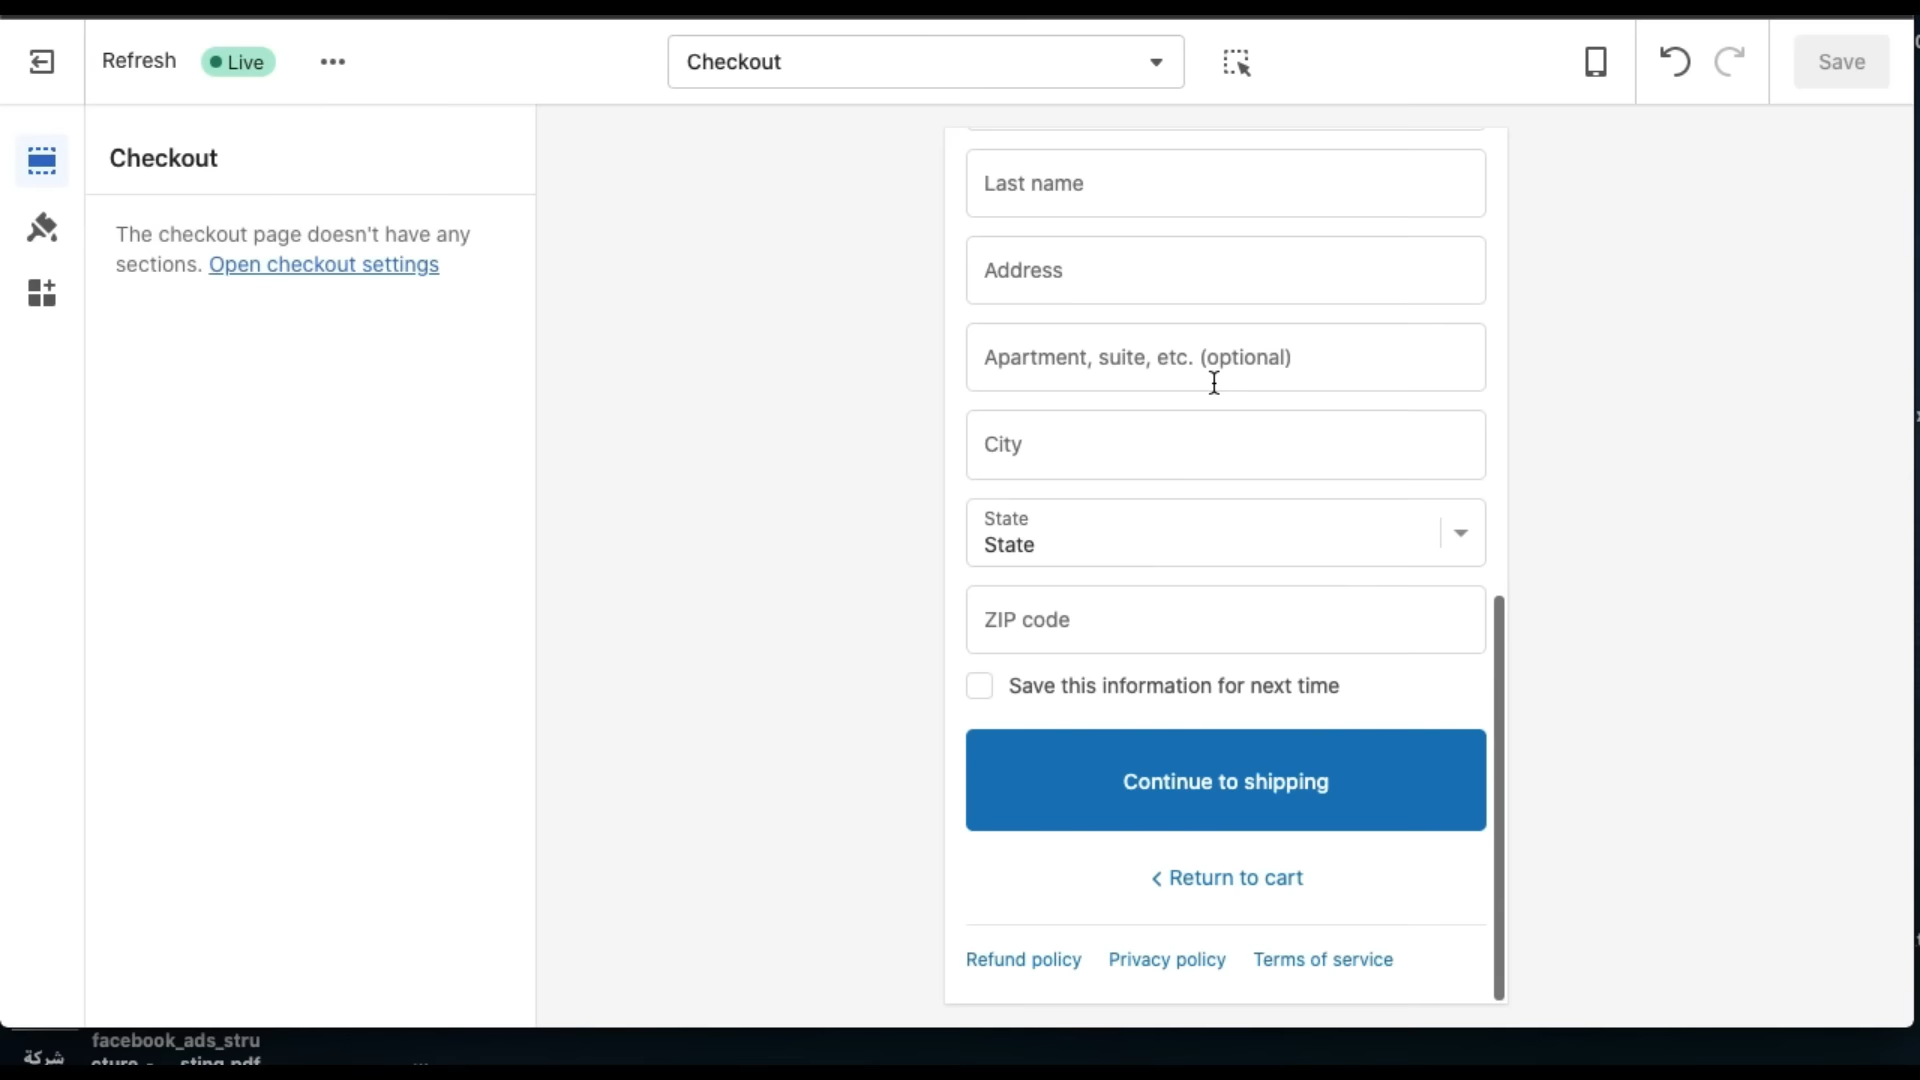 Refresh
Live
Checkout
Save
Checkout
The checkout page doesn't have any
sections. Open checkout settings
Last name
Address
Apartment, suite, etc. (optional)
City
State
State
ZIP code
Save this information for next time
Continue to shipping
< Return to cart
Refund policy Privacy policy Terms of service
facebook_ads_stru
شركة